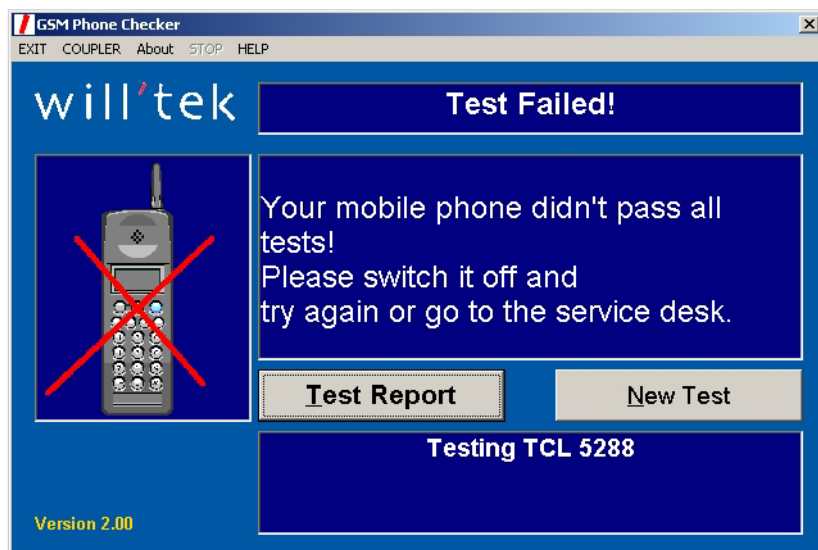 GSM Phone Checker
EXIT COUPLER About STOP HELP
will'tek
Test Failed!
Your mobile phone didn't pass all
tests!
Please switch it off and
try again or go to the service desk.
Test Report
New Test
Testing TCL 5288
Version 2.00